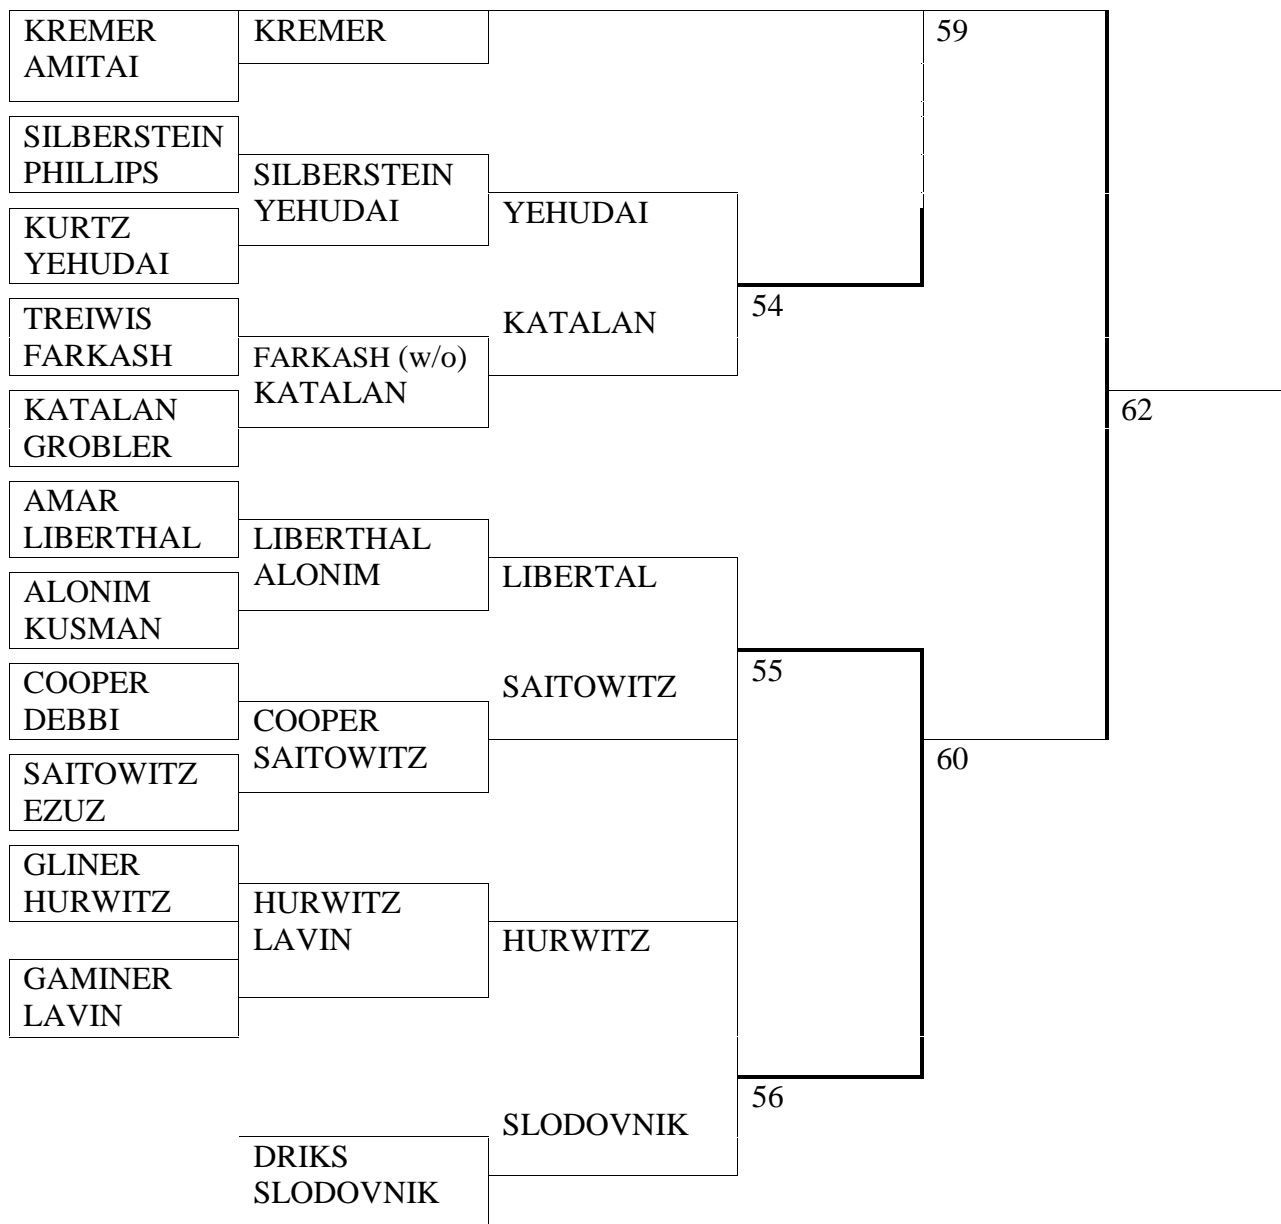 KREMER
AMITAI
SILBERSTEIN
PHILLIPS
KURTZ
YEHUDAI
TREIWIS
FARKASH
KATALAN
GROBLER
AMAR
LIBERTHAL
ALONIM
KUSMAN
COOPER
DEBBI
SAITOWITZ
EZUZ
GLINER
HURWITZ
GAMINER
LAVIN
KREMER
SILBERSTEIN
YEHUDAI
FARKASH (w/o)
KATALAN
LIBERTHAL
ALONIM
COOPER
SAITOWITZ
HURWITZ
LAVIN
DRIKS
SLODOVNIK
YEHUDAI
KATALAN
LIBERTAL
SAITOWITZ
HURWITZ
SLODOVNIK
54
55
56
59
60
62